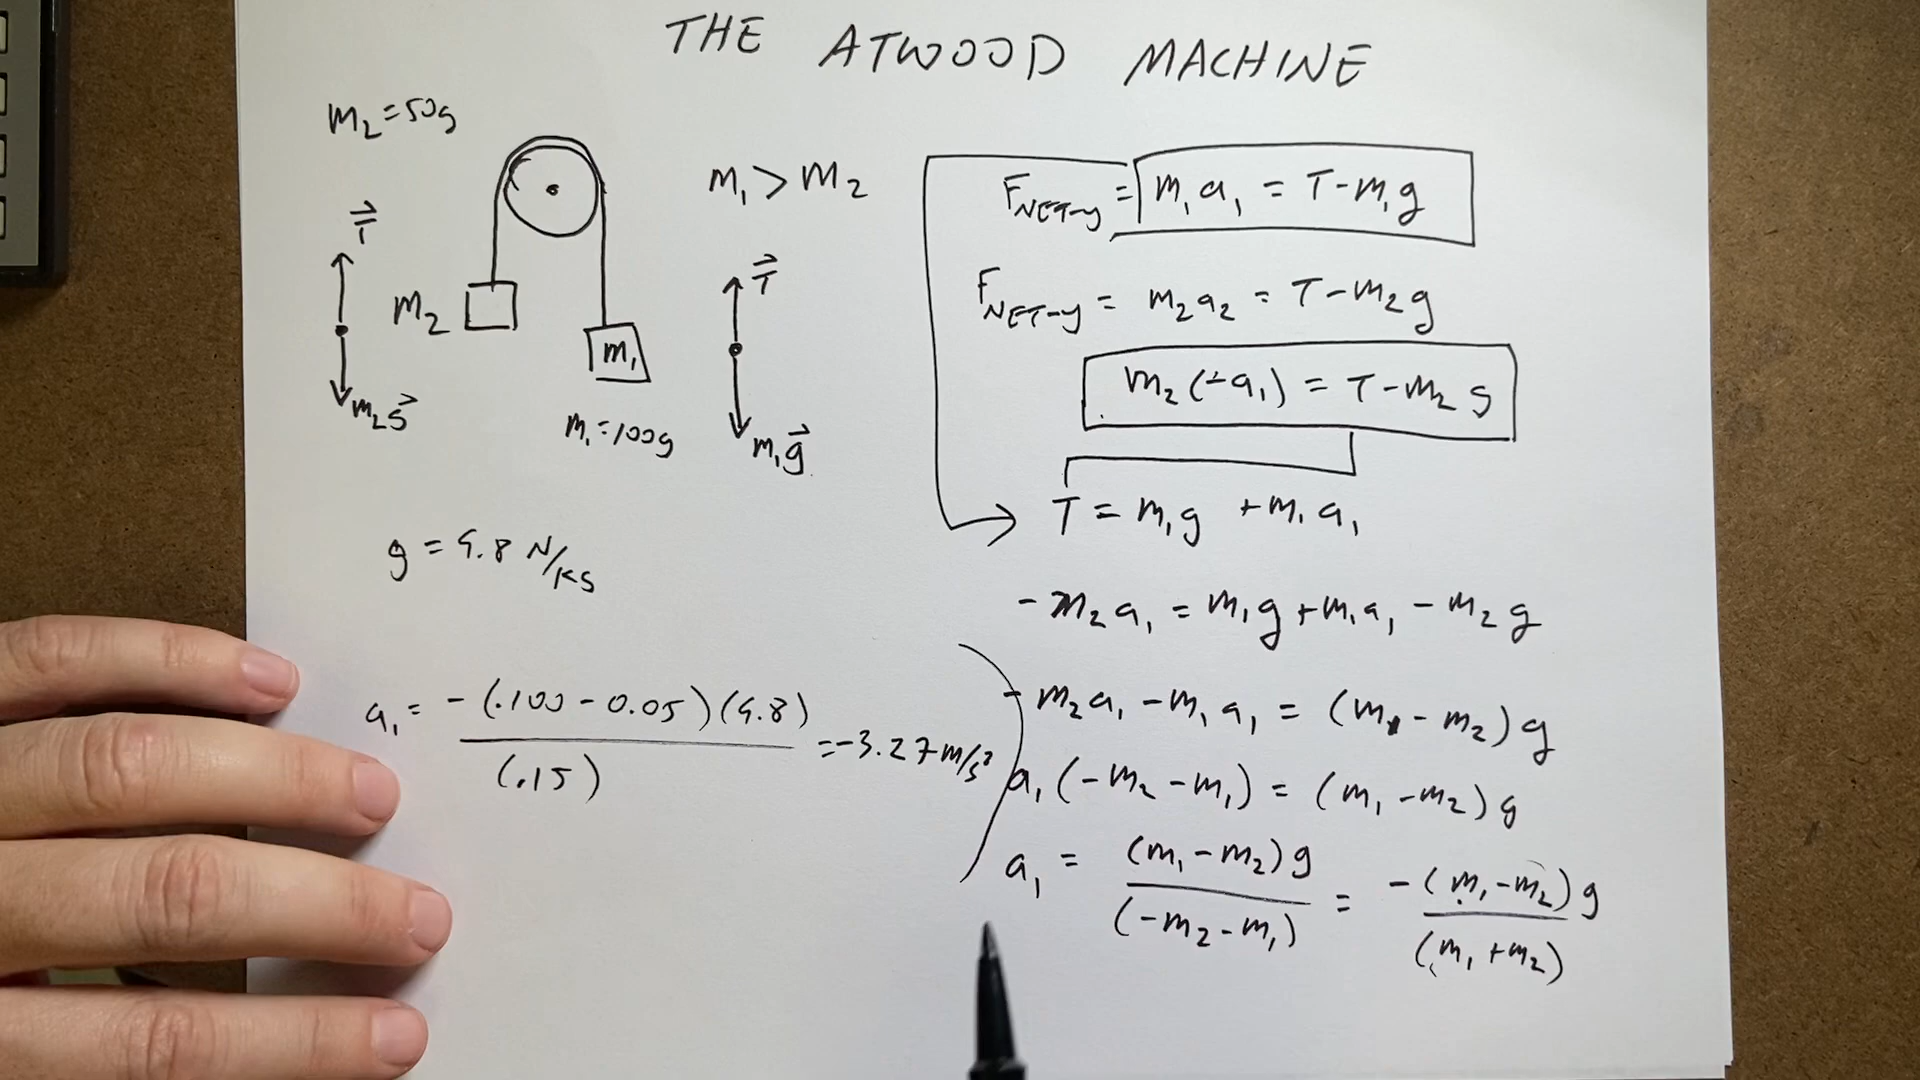 THE ATWOOD MACHINE
m₂ = 50g
m₁ > m₂
T
m₂
m₂g
m₁
m₁ = 100g
T
m₁g
g = 9.8 N/kg
a₁ = -(.100 - 0.05)(9.8) / (.15) = -3.27 m/s²
F_NET-y = m₁a₁ = T - m₁g
F_NET-y = m₂a₂ = T - m₂g
m₂(-a₁) = T - m₂g
T = m₁g + m₁a₁
-m₂a₁ = m₁g + m₁a₁ - m₂g
-m₂a₁ - m₁a₁ = (m₁ - m₂)g
a₁(-m₂ - m₁) = (m₁ - m₂)g
a₁ = (m₁ - m₂)g / (-m₂ - m₁) = -(m₁ - m₂)g / (m₁ + m₂)